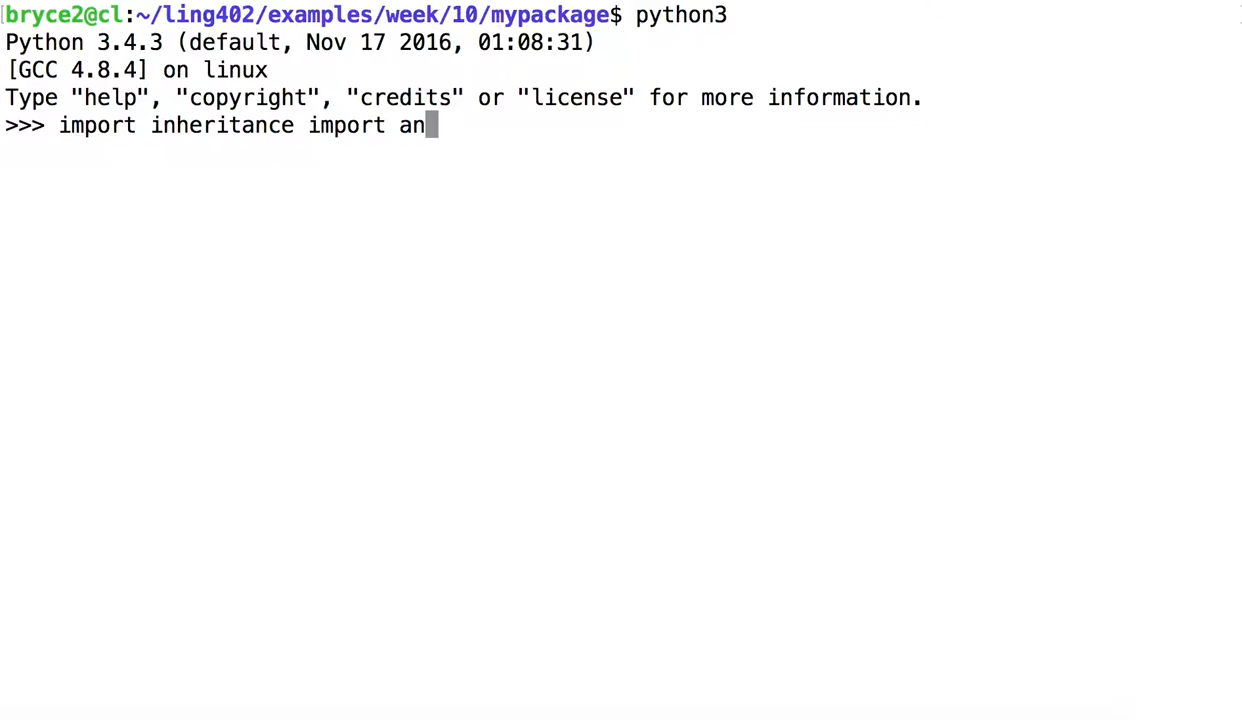 bryce2@cl:~/ling402/examples/week/10/mypackage$ python3
Python 3.4.3 (default, Nov 17 2016, 01:08:31)
[GCC 4.8.4] on linux
Type "help", "copyright", "credits" or "license" for more information.
>>> import inheritance import an